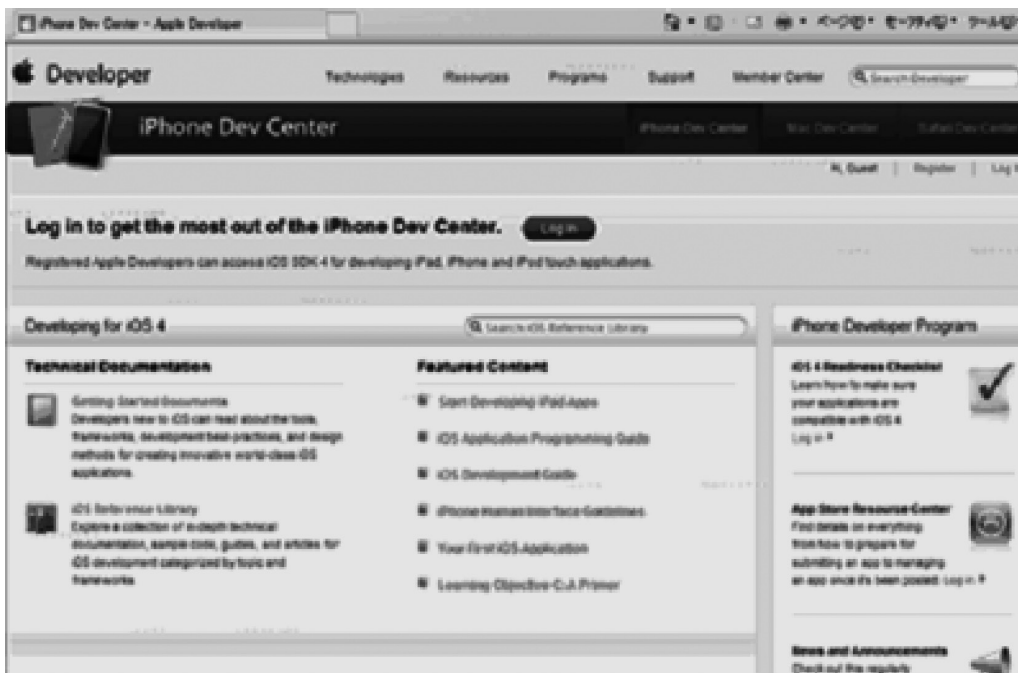 iPhone Dev Center - Apple Developer
ページ(P) セーフティ(S) ツール(O)
Developer
Technologies Resources Programs Support Member Center Search Developer
iPhone Dev Center
iPhone Dev Center Mac Dev Center Safari Dev Center
Hi, Guest | Register | Log
Log in to get the most out of the iPhone Dev Center. Log in
Registered Apple Developers can access iOS SDK 4 for developing iPad, iPhone and iPod touch applications.
Developing for iOS 4
Search iOS Reference Library
Technical Documentation
Getting Started Documents
Developers new to iOS can read about the tools,
frameworks, development best-practices, and design
methods for creating innovative world-class iOS
applications.
iOS Reference Library
Explore a collection of in-depth technical
documentation, sample code, guides, and articles for
iOS development categorized by topic and
frameworks
Featured Content
Start Developing iPad Apps
iOS Application Programming Guide
iOS Development Guide
iPhone Human Interface Guidelines
Your First iOS Application
Learning Objective-C: A Primer
iPhone Developer Program
iOS 4 Readiness Checklist
Learn how to make sure
your applications are
compatible with iOS 4
Log in
App Store Resource Center
Find details on everything
from how to prepare for
submitting an app to managing
an app once it's been posted. Log in
News and Announcements
Check out this regularly